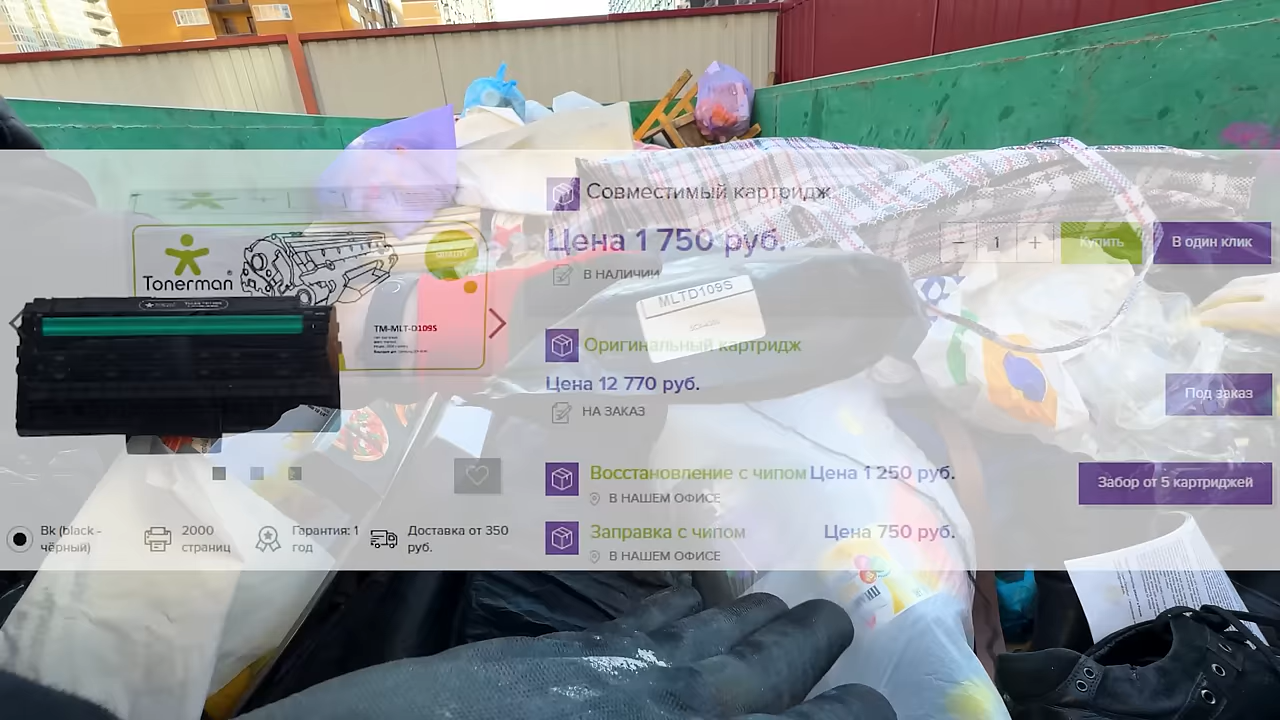 Совместимый картридж
Цена 1 750 руб.
В НАЛИЧИИ
− 1 +
Купить
В один клик
Tonerman®
QUALITY
TM-MLT-D109S
MLTD109S
Оригинальный картридж
Цена 12 770 руб.
НА ЗАКАЗ
Под заказ
Восстановление с чипом Цена 1 250 руб.
В НАШЕМ ОФИСЕ
Забор от 5 картриджей
Заправка с чипом Цена 750 руб.
В НАШЕМ ОФИСЕ
Bk (black -
чёрный)
2000
страниц
Гарантия: 1
год
Доставка от 350
руб.